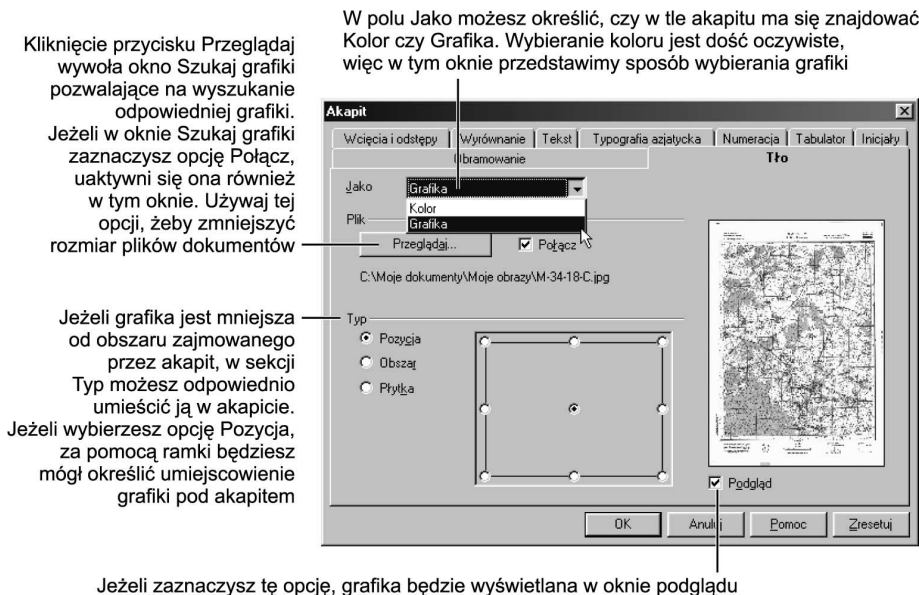 W polu Jako możesz określić, czy w tle akapitu ma się znajdować
Kolor czy Grafika. Wybieranie koloru jest dość oczywiste,
więc w tym oknie przedstawimy sposób wybierania grafiki
Kliknięcie przycisku Przeglądaj
wywoła okno Szukaj grafiki
pozwalające na wyszukanie
odpowiedniej grafiki.
Jeżeli w oknie Szukaj grafiki
zaznaczysz opcję Połącz,
uaktywni się ona również
w tym oknie. Używaj tej
opcji, żeby zmniejszyć
rozmiar plików dokumentów
Jeżeli grafika jest mniejsza
od obszaru zajmowanego
przez akapit, w sekcji
Typ możesz odpowiednio
umieścić ją w akapicie.
Jeżeli wybierzesz opcję Pozycja,
za pomocą ramki będziesz
mógł określić umiejscowienie
grafiki pod akapitem
Akapit
Wcięcia i odstępy Wyrównanie Tekst Typografia azjatycka Numeracja Tabulator Inicjały
Obramowanie Tło
Jako Grafika
Kolor
Plik Grafika
Przeglądaj... Połącz
C:\Moje dokumenty\Moje obrazy\M-34-18-C.jpg
Typ
Pozycja
Obszar
Płytka
Podgląd
OK Anuluj Pomoc Zresetuj
Jeżeli zaznaczysz tę opcję, grafika będzie wyświetlana w oknie podglądu